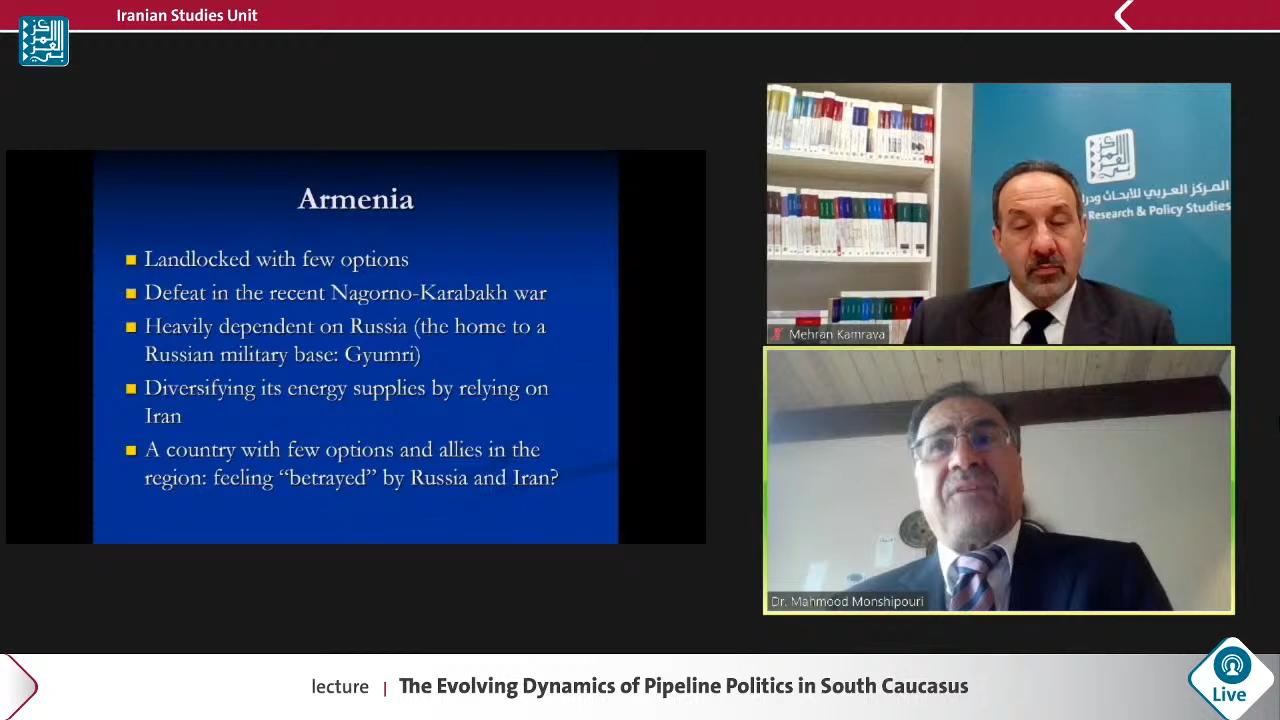 Iranian Studies Unit
Armenia
Landlocked with few options
Defeat in the recent Nagorno-Karabakh war
Heavily dependent on Russia (the home to a
Russian military base: Gyumri)
Diversifying its energy supplies by relying on
Iran
A country with few options and allies in the
region: feeling “betrayed” by Russia and Iran?
المركز العربي للأبحاث ودرا
Research & Policy Studies
Mehran Kamrava
Dr. Mahmood Monshipouri
lecture | The Evolving Dynamics of Pipeline Politics in South Caucasus
Live